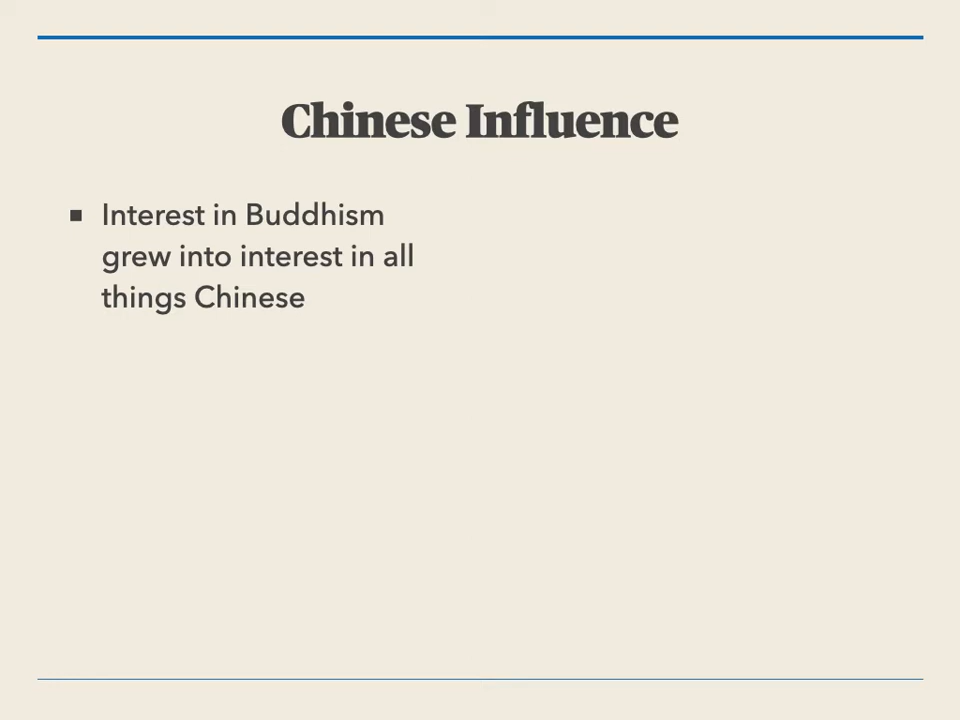 Chinese Influence
Interest in Buddhism
grew into interest in all
things Chinese